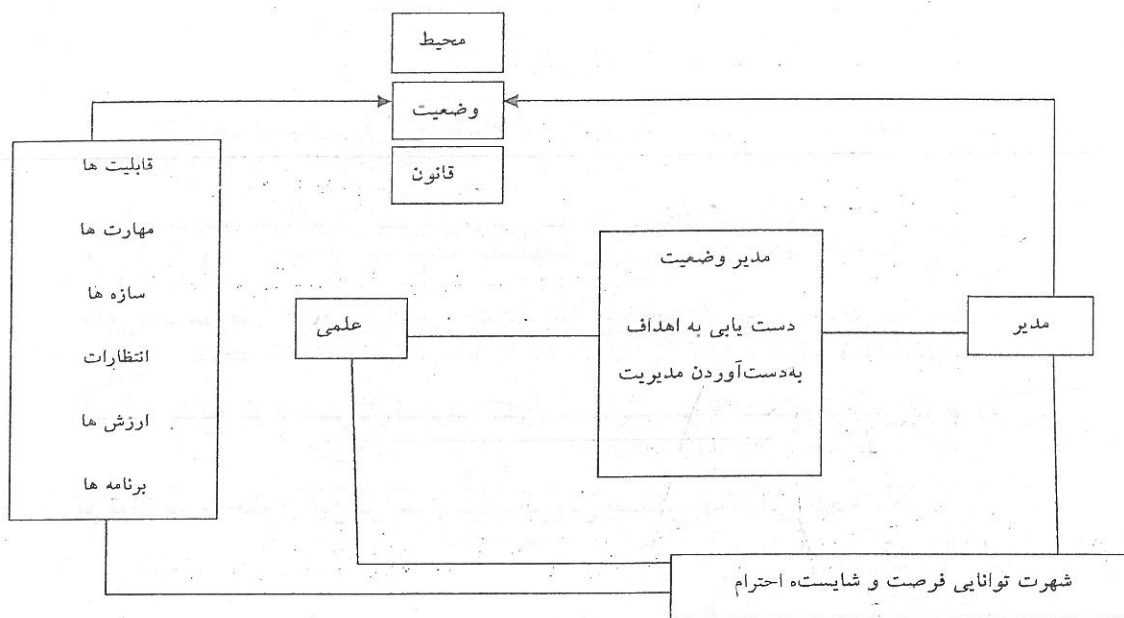 محیط
وضعیت
قانون
قابلیت ها
مهارت ها
سازه ها
انتظارات
ارزش ها
برنامه ها
علمی
مدیر وضعیت
دست یابی به اهداف
به‌دست‌آوردن مدیریت
مدیر
شهرت توانایی فرصت و شایسته احترام